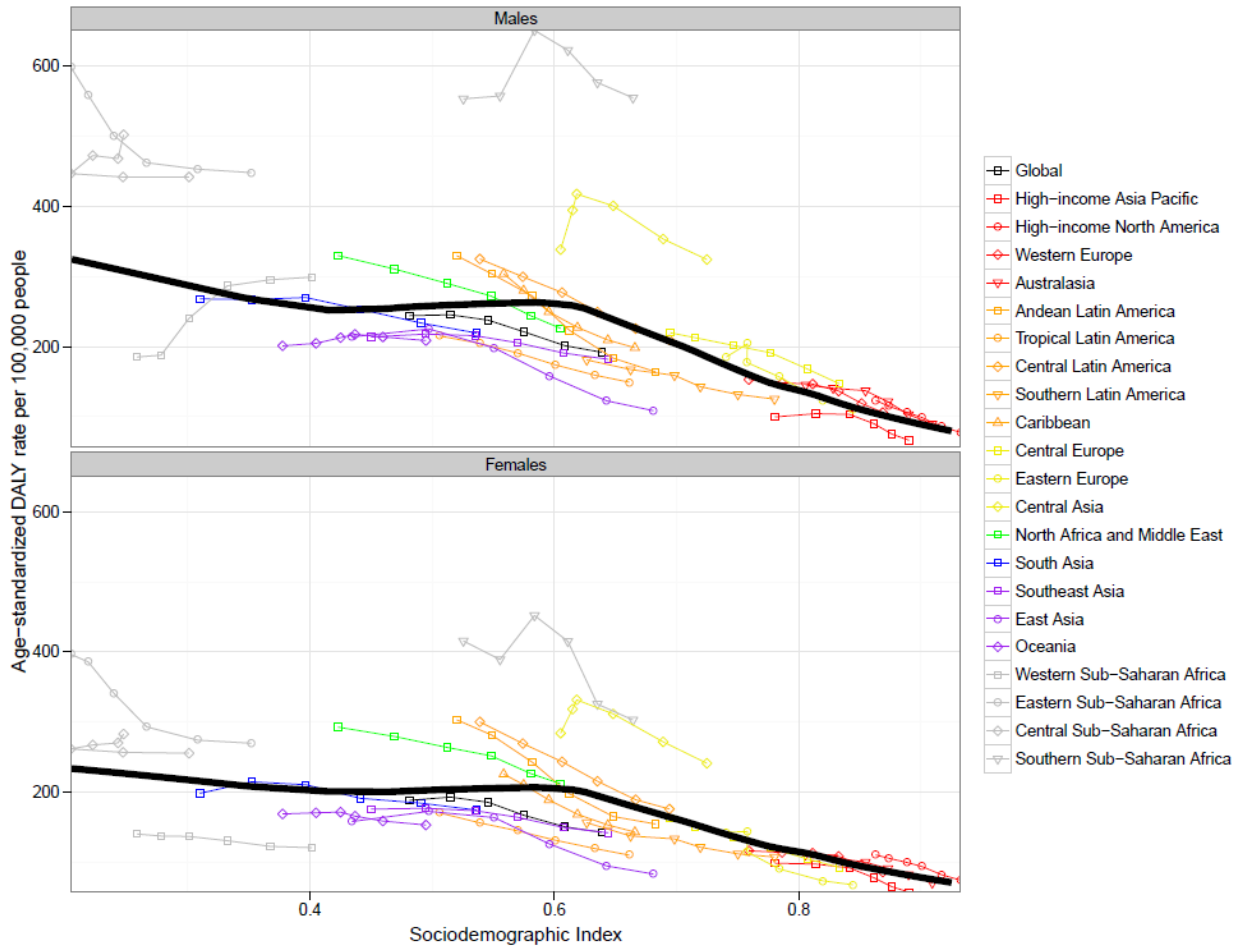 Males
600
400
200
Females
600
400
200
0.4
0.6
0.8
Sociodemographic Index
Age−standardized DALY rate per 100,000 people
Global
High−income Asia Pacific
High−income North America
Western Europe
Australasia
Andean Latin America
Tropical Latin America
Central Latin America
Southern Latin America
Caribbean
Central Europe
Eastern Europe
Central Asia
North Africa and Middle East
South Asia
Southeast Asia
East Asia
Oceania
Western Sub−Saharan Africa
Eastern Sub−Saharan Africa
Central Sub−Saharan Africa
Southern Sub−Saharan Africa